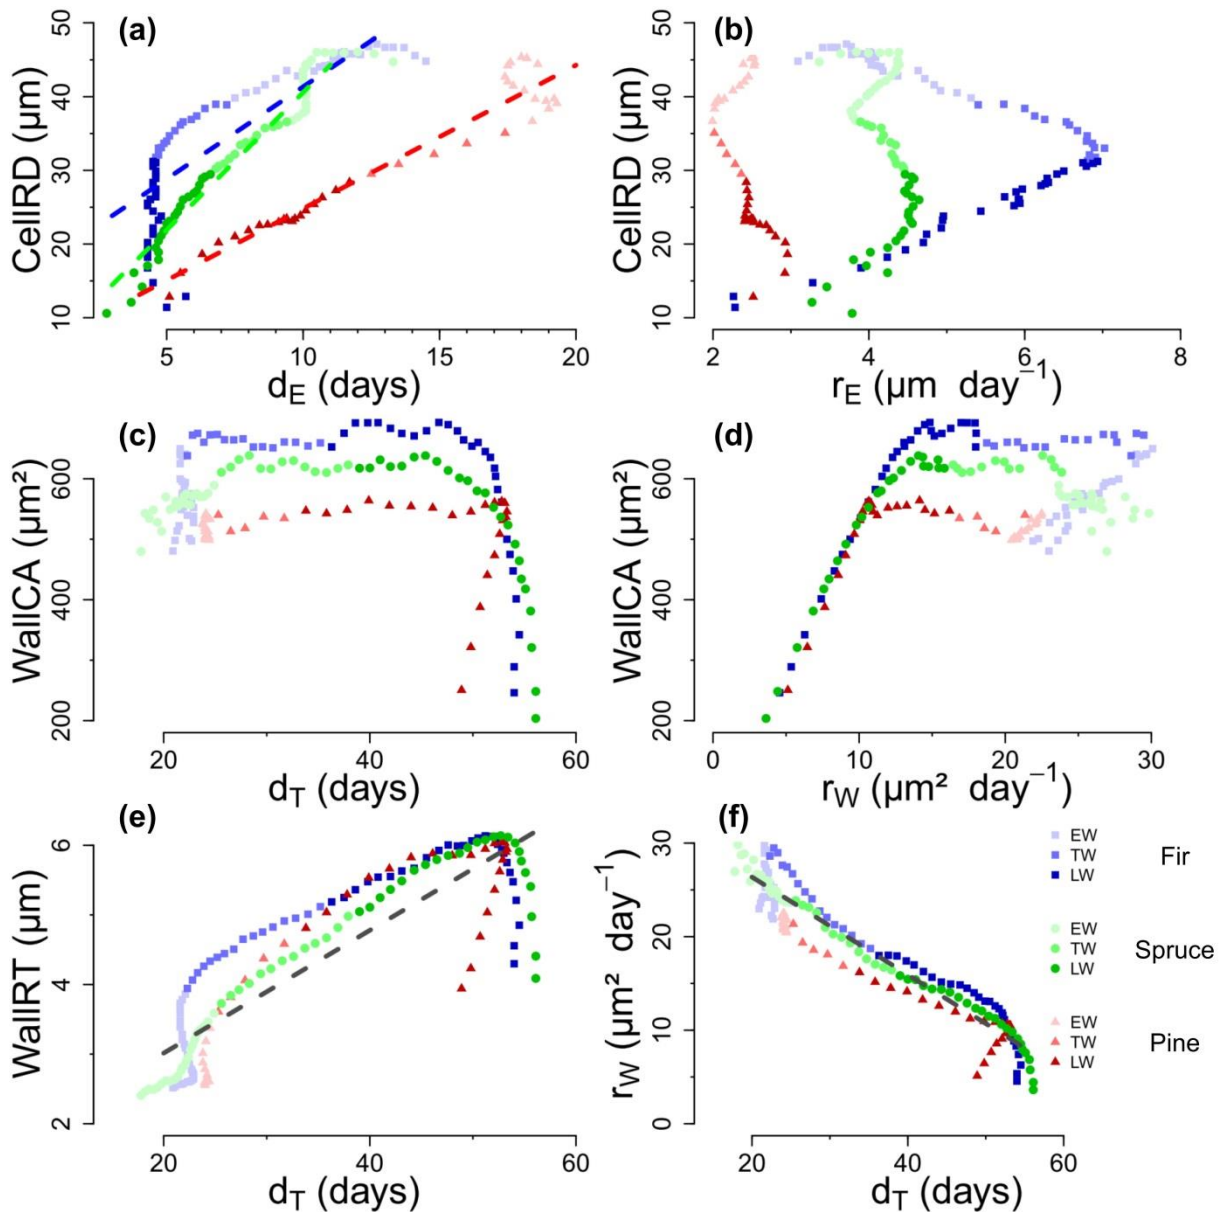 (a)
CellRD (µm)
10 20 30 40 50
5 10 15 20
d_E (days)
(b)
CellRD (µm)
10 20 30 40 50
2 4 6 8
r_E (µm day⁻¹)
(c)
WallCA (µm²)
200 400 600
20 40 60
d_T (days)
(d)
WallCA (µm²)
200 400 600
0 10 20 30
r_W (µm² day⁻¹)
(e)
WallRT (µm)
2 4 6
20 40 60
d_T (days)
(f)
r_W (µm² day⁻¹)
0 10 20 30
20 40 60
d_T (days)
EW
TW Fir
LW
EW
TW Spruce
LW
EW
TW Pine
LW